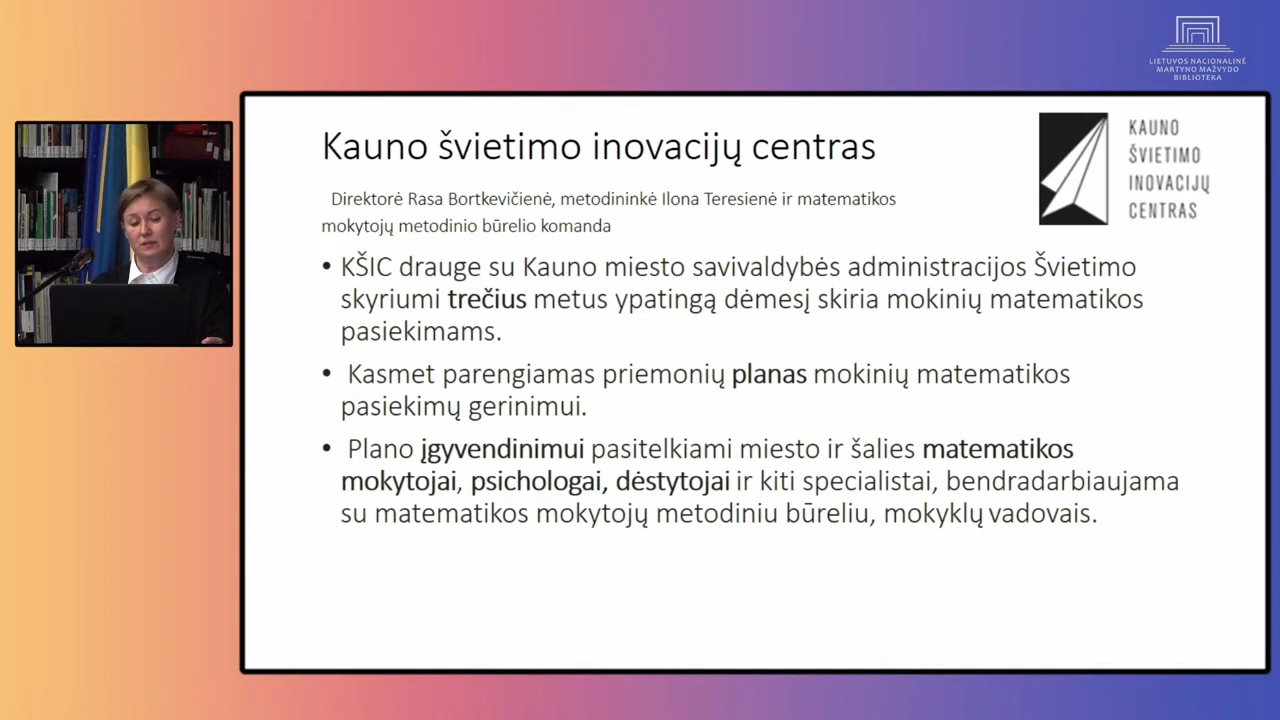 LIETUVOS NACIONALINĖ
MARTYNO MAŽVYDO
BIBLIOTEKA
Kauno švietimo inovacijų centras
KAUNO
ŠVIETIMO
INOVACIJŲ
CENTRAS
Direktorė Rasa Bortkevičienė, metodininkė Ilona Teresienė ir matematikos
mokytojų metodinio būrelio komanda
• KŠIC drauge su Kauno miesto savivaldybės administracijos Švietimo
skyriumi trečius metus ypatingą dėmesį skiria mokinių matematikos
pasiekimams.
• Kasmet parengiamas priemonių planas mokinių matematikos
pasiekimų gerinimui.
• Plano įgyvendinimui pasitelkiami miesto ir šalies matematikos
mokytojai, psichologai, dėstytojai ir kiti specialistai, bendradarbiaujama
su matematikos mokytojų metodiniu būreliu, mokyklų vadovais.